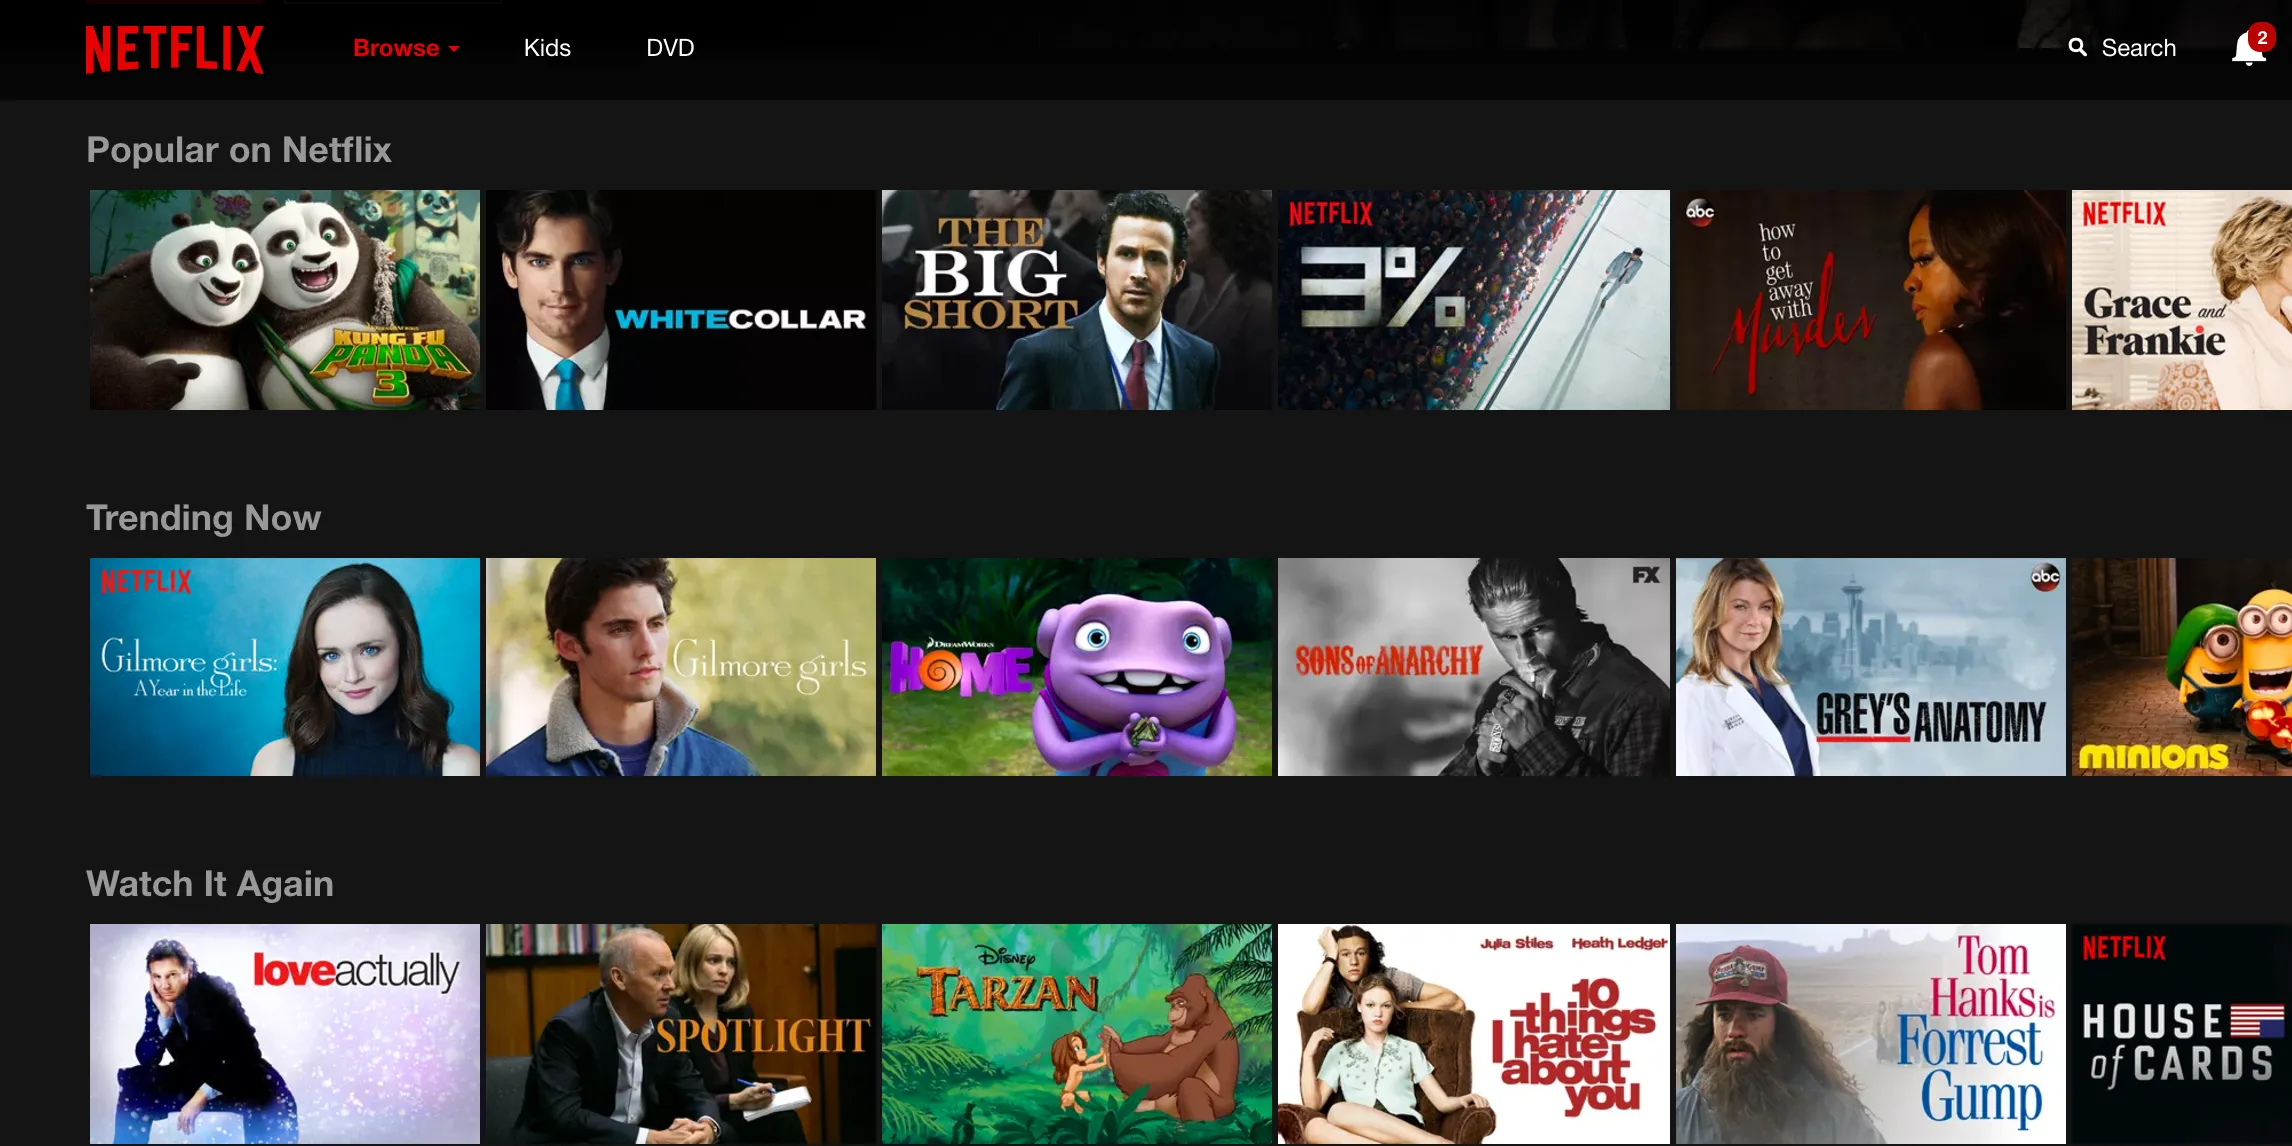 NETFLIX
Browse
Kids
DVD
Search
2
Popular on Netflix
DREAMWORKS
KUNG FU
PANDA
3
WHITE COLLAR
THE
BIG
SHORT
NETFLIX
3%
abc
how
to
get
away
with
Murder
NETFLIX
Grace and
Frankie
Trending Now
NETFLIX
Gilmore girls:
A Year in the Life
Gilmore girls
DREAMWORKS
HOME
FX
SONS OF ANARCHY
abc
GREY'S ANATOMY
minions
Watch It Again
loveactually
SPOTLIGHT
Disney
TARZAN
Julia Stiles Heath Ledger
10
things
I hate
about
you
Tom
Hanks is
Forrest
Gump
NETFLIX
HOUSE
of CARDS